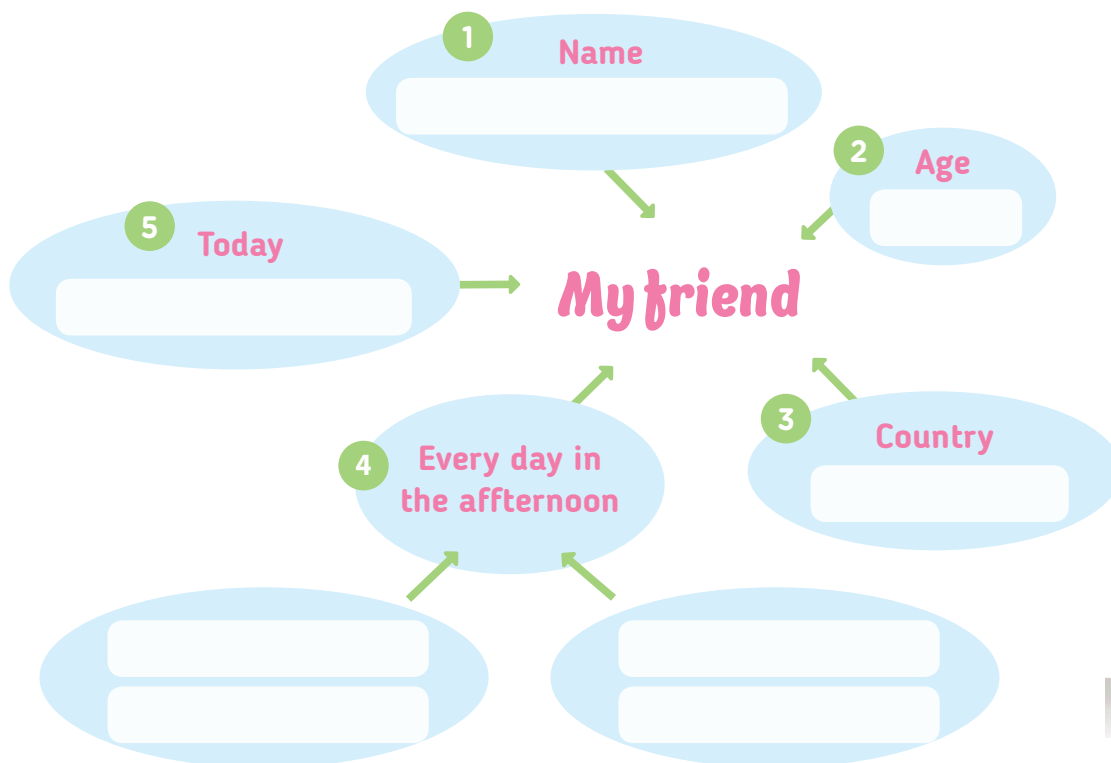 1
Name
2
Age
5
Today
My friend
3
Country
4
Every day in
the affternoon